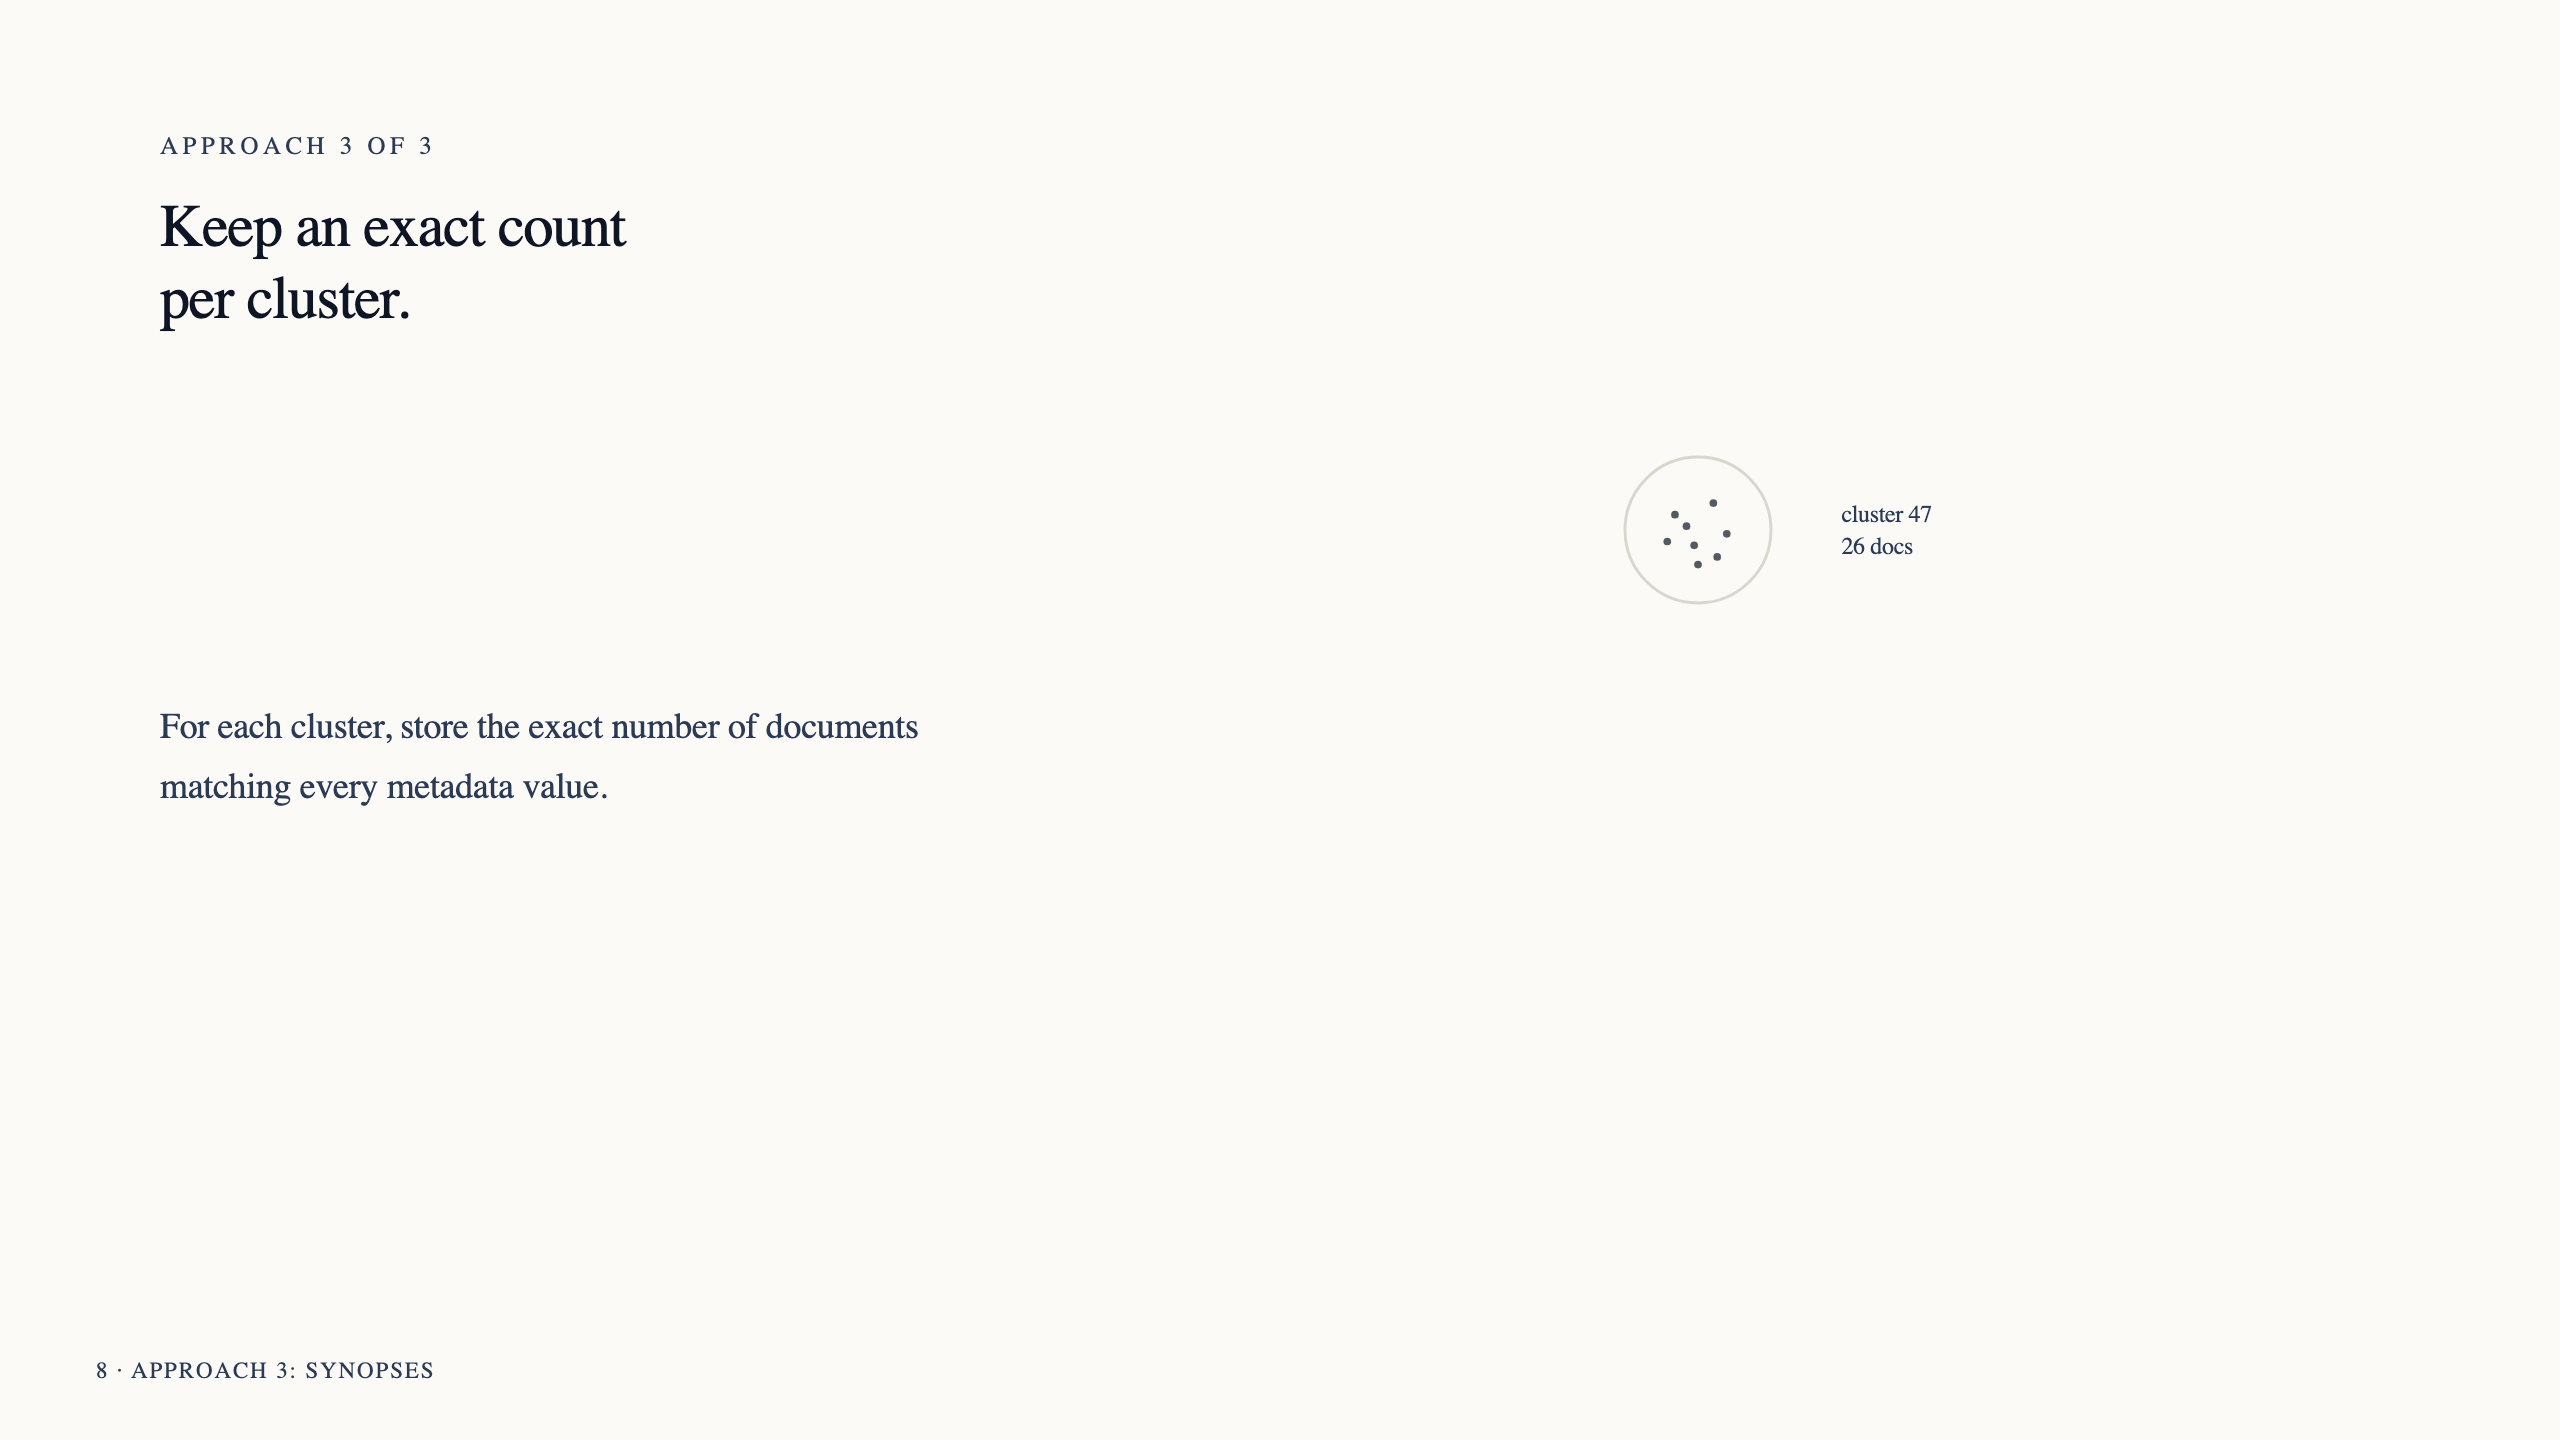 APPROACH 3 OF 3
Keep an exact count
per cluster.
cluster 47
26 docs
For each cluster, store the exact number of documents
matching every metadata value.
8 · APPROACH 3: SYNOPSES